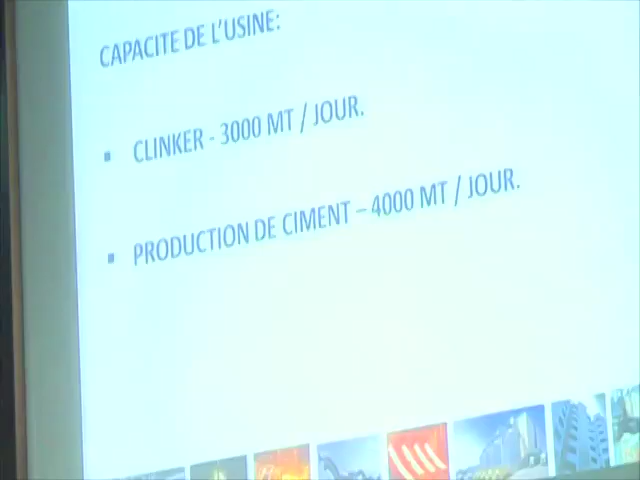 CAPACITE DE L'USINE:
▪ CLINKER - 3000 MT / JOUR.
▪ PRODUCTION DE CIMENT – 4000 MT / JOUR.